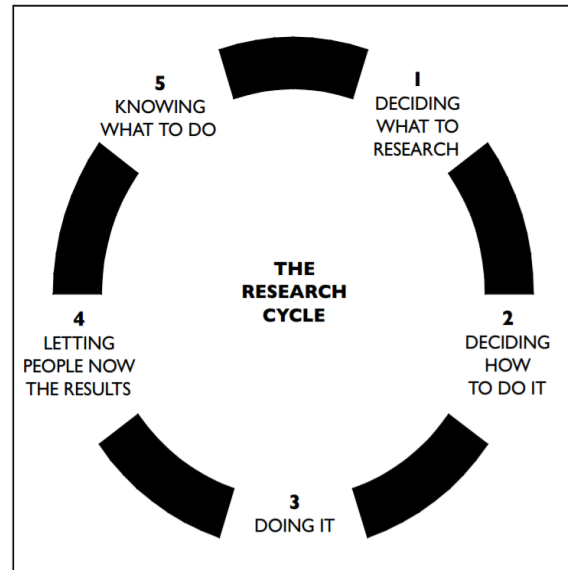 THE
RESEARCH
CYCLE
1
DECIDING
WHAT TO
RESEARCH
2
DECIDING
HOW
TO DO IT
3
DOING IT
4
LETTING
PEOPLE NOW
THE RESULTS
5
KNOWING
WHAT TO DO